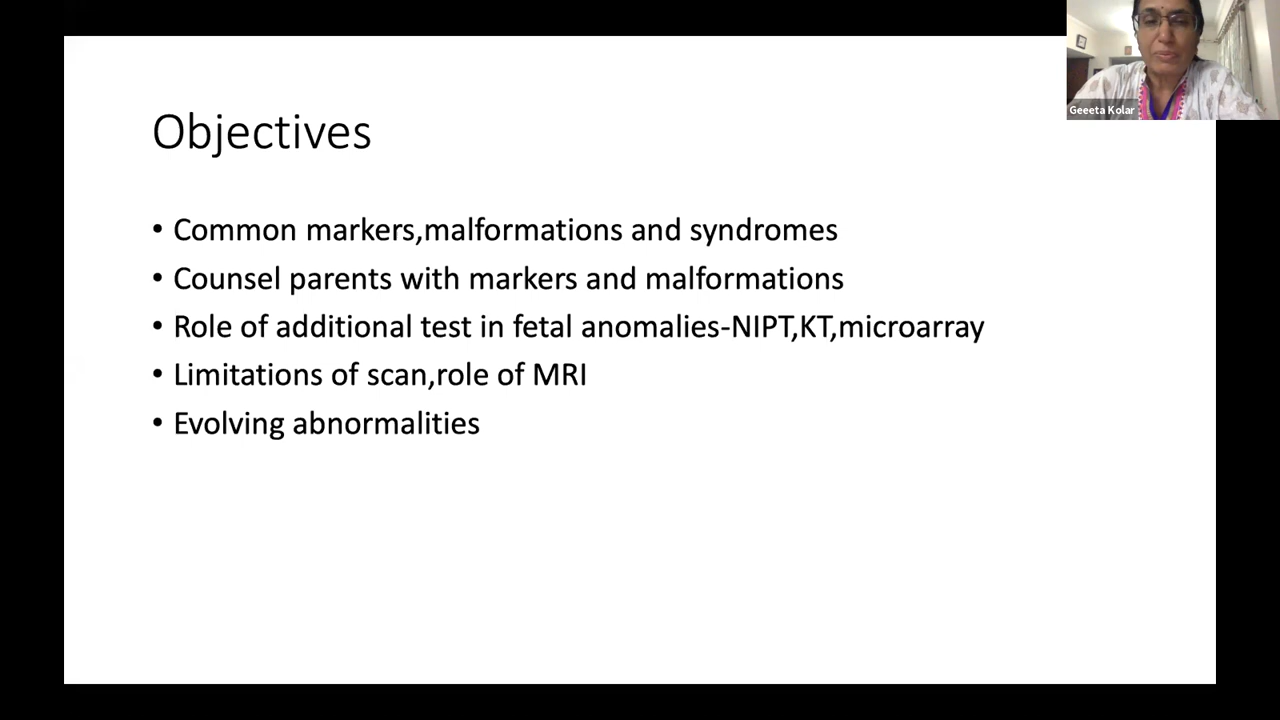 Geeeta Kolar
Objectives
• Common markers,malformations and syndromes
• Counsel parents with markers and malformations
• Role of additional test in fetal anomalies-NIPT,KT,microarray
• Limitations of scan,role of MRI
• Evolving abnormalities